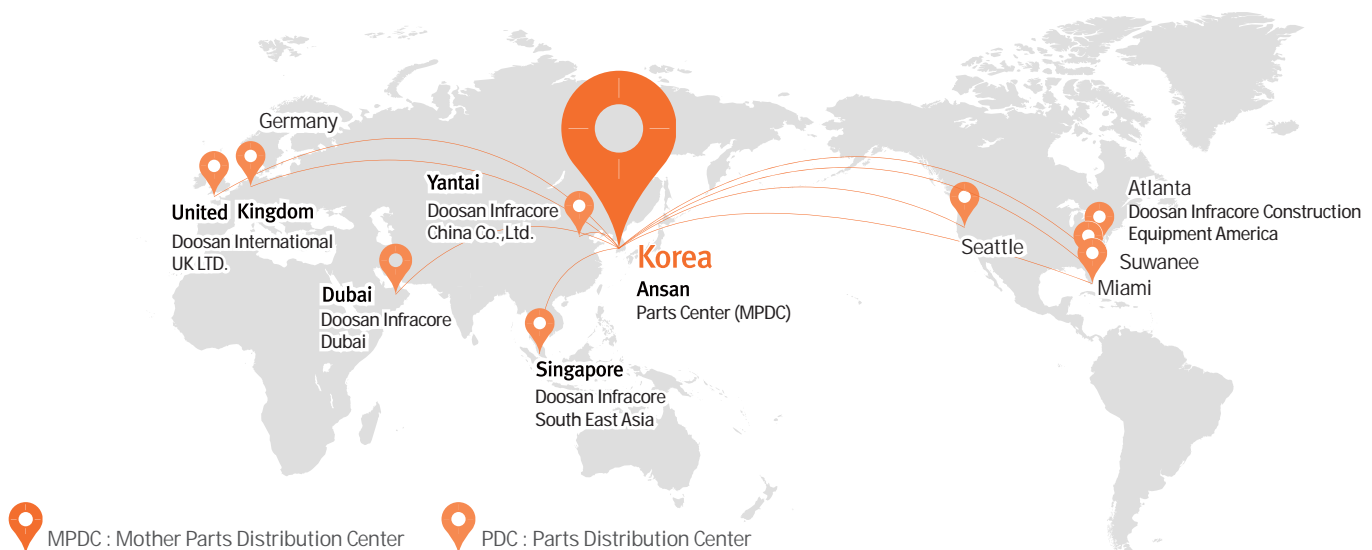 Germany
United Kingdom
Doosan International
UK LTD.
Dubai
Doosan Infracore
Dubai
Yantai
Doosan Infracore
China Co.,Ltd.
Korea
Ansan
Parts Center (MPDC)
Singapore
Doosan Infracore
South East Asia
Seattle
Atlanta
Doosan Infracore Construction
Equipment America
Suwanee
Miami
MPDC : Mother Parts Distribution Center
PDC : Parts Distribution Center